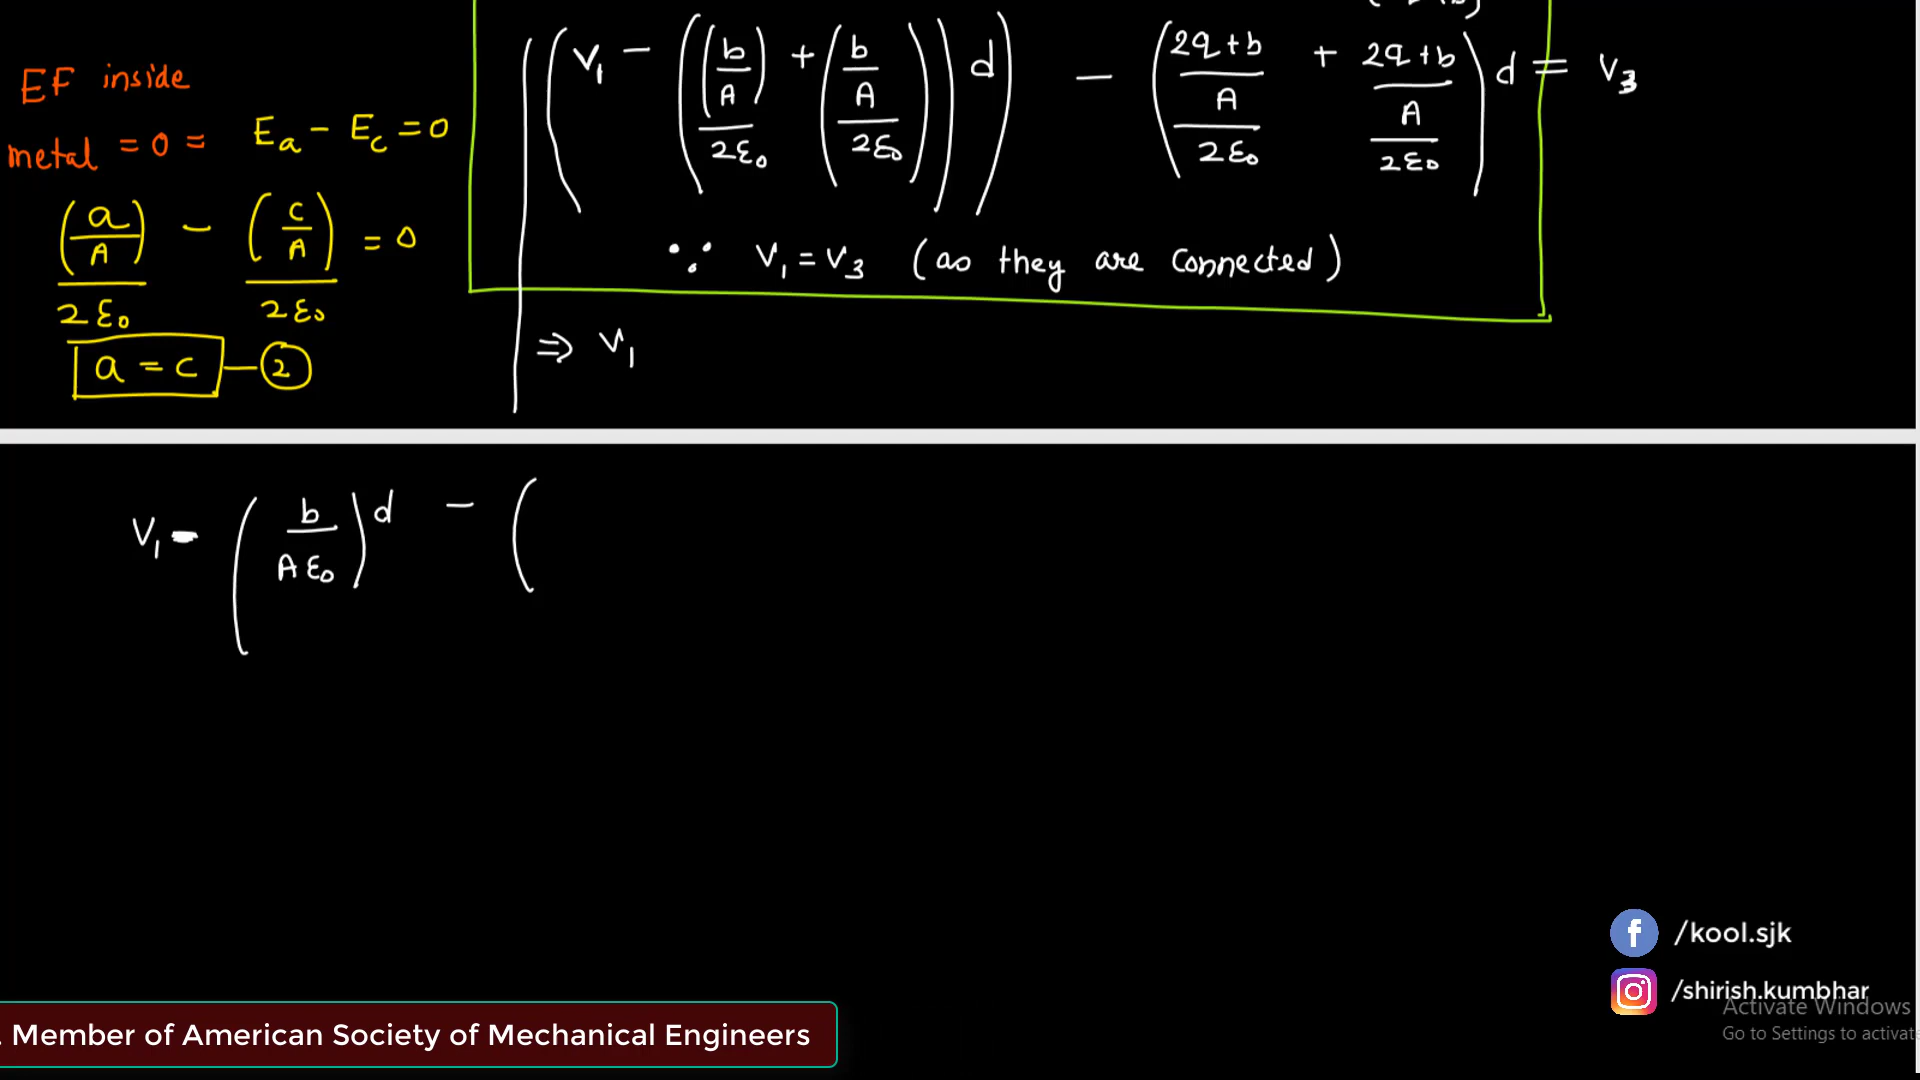 EF inside
metal = 0 = Ea - Ec = 0
(a/A)/2ε₀ - (c/A)/2ε₀ = 0
a = c — ②
((V₁ - (((b/A)/2ε₀) + ((b/A)/2ε₀))d) - (((2q+b)/A)/2ε₀ + ((2q+b)/A)/2ε₀)d = V₃
∵ V₁ = V₃ (as they are connected)
⇒ V₁
V₁ - (b/Aε₀)d - (
/kool.sjk
/shirish.kumbhar
Activate Windows
Go to Settings to activat
. Member of American Society of Mechanical Engineers